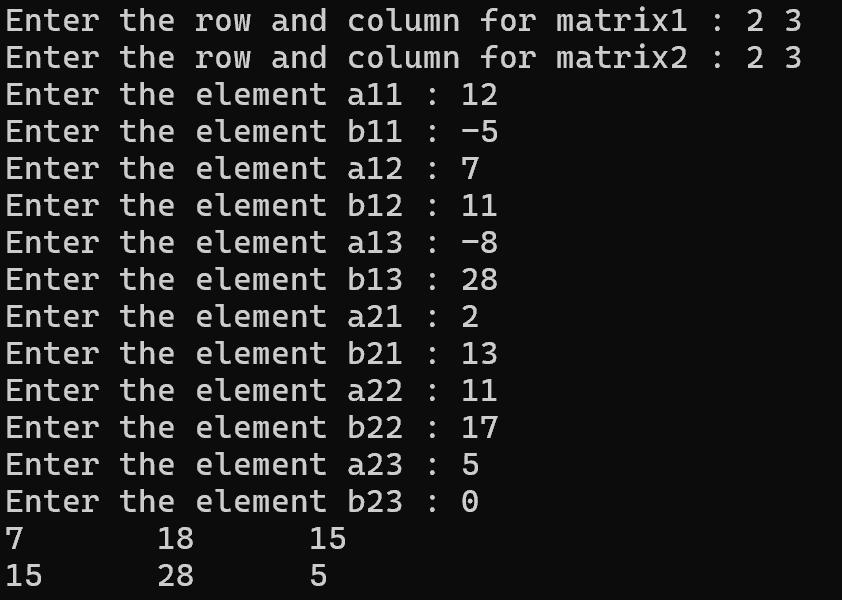 Enter the row and column for matrix1 : 2 3
Enter the row and column for matrix2 : 2 3
Enter the element a11 : 12
Enter the element b11 : -5
Enter the element a12 : 7
Enter the element b12 : 11
Enter the element a13 : -8
Enter the element b13 : 28
Enter the element a21 : 2
Enter the element b21 : 13
Enter the element a22 : 11
Enter the element b22 : 17
Enter the element a23 : 5
Enter the element b23 : 0
7       18      15
15      28      5